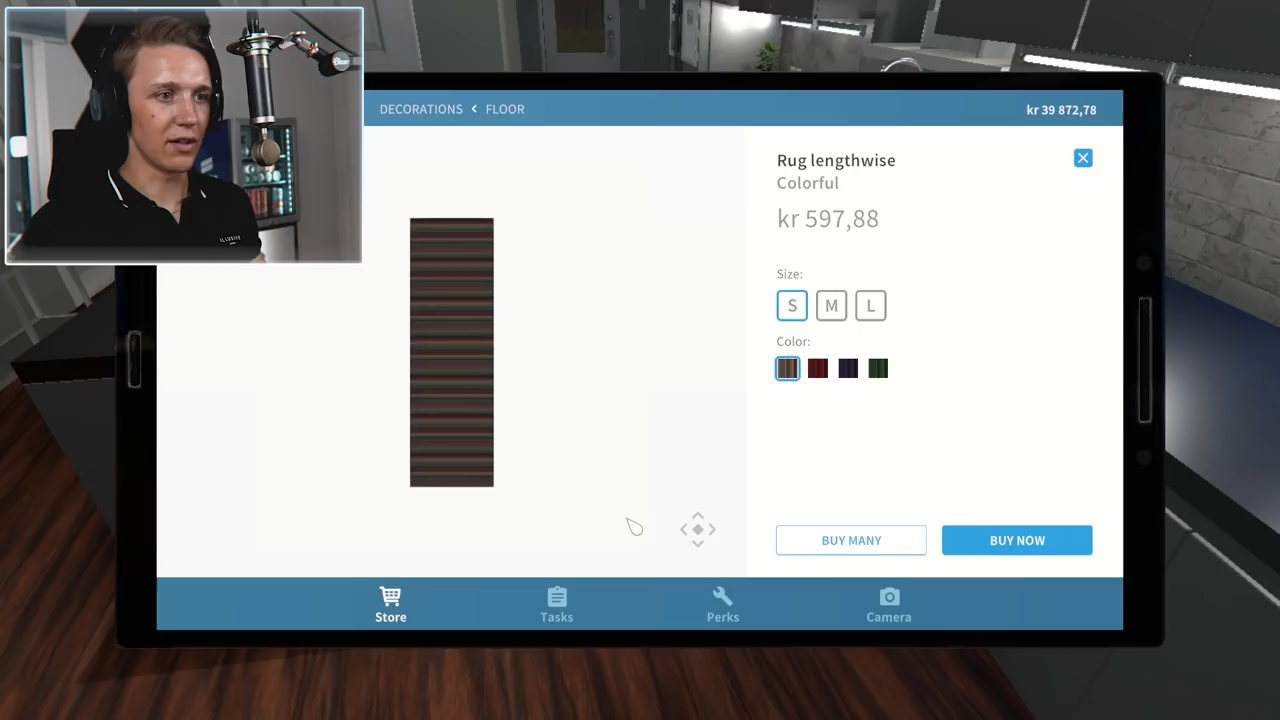 DECORATIONS < FLOOR
kr 39 872,78
Rug lengthwise
Colorful
kr 597,88
Size:
S M L
Color:
BUY MANY
BUY NOW
Store
Tasks
Perks
Camera
Blue